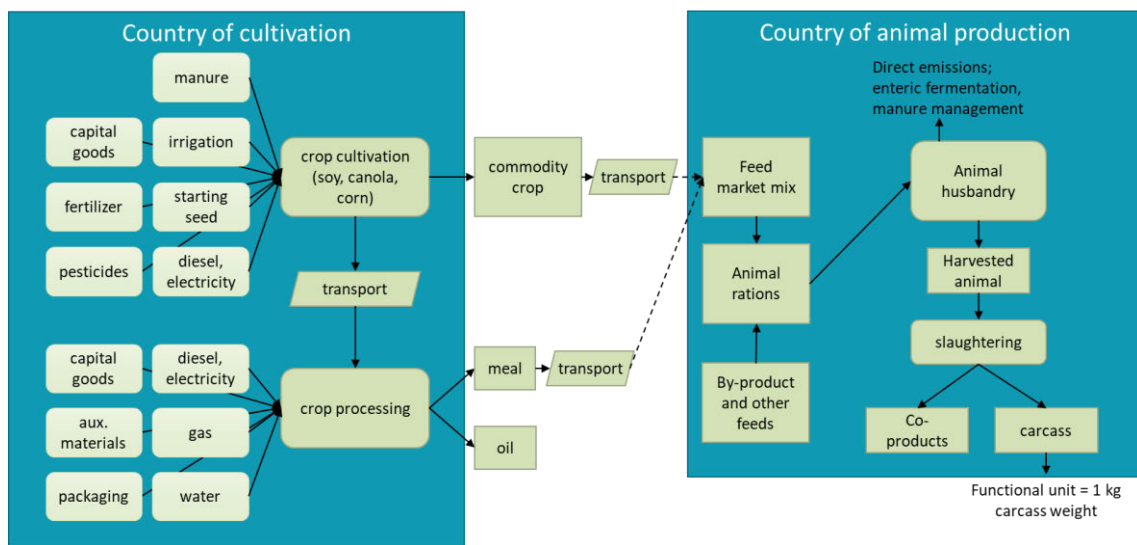 Country of cultivation
manure
capital
goods
irrigation
fertilizer
starting
seed
pesticides
diesel,
electricity
crop cultivation
(soy, canola,
corn)
transport
capital
goods
diesel,
electricity
aux.
materials
gas
packaging
water
crop processing
commodity
crop
transport
meal
transport
oil
Country of animal production
Direct emissions;
enteric fermentation,
manure management
Feed
market mix
Animal
rations
By-product
and other
feeds
Animal
husbandry
Harvested
animal
slaughtering
Co-
products
carcass
Functional unit = 1 kg
carcass weight